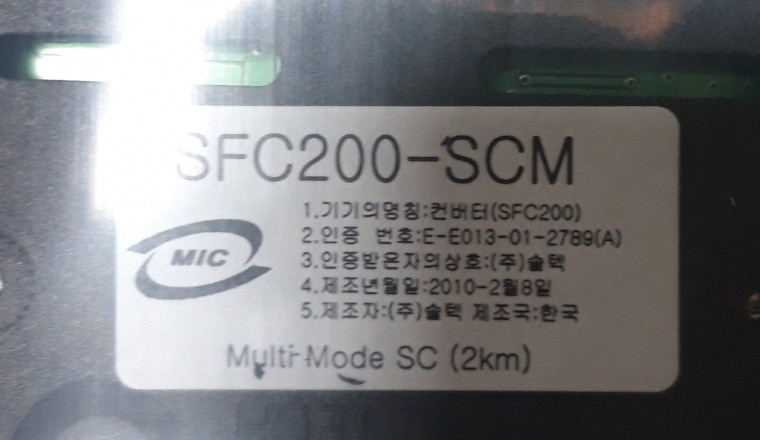 SFC200-SCM
1.기기의명칭:컨버터(SFC200)
2.인증 번호:E-E013-01-2789(A)
MIC
3.인증받은자의상호:(주)솔텍
4.제조년월일:2010-2월8일
5.제조자:(주)솔텍 제조국:한국
Multi-Mode SC (2km)